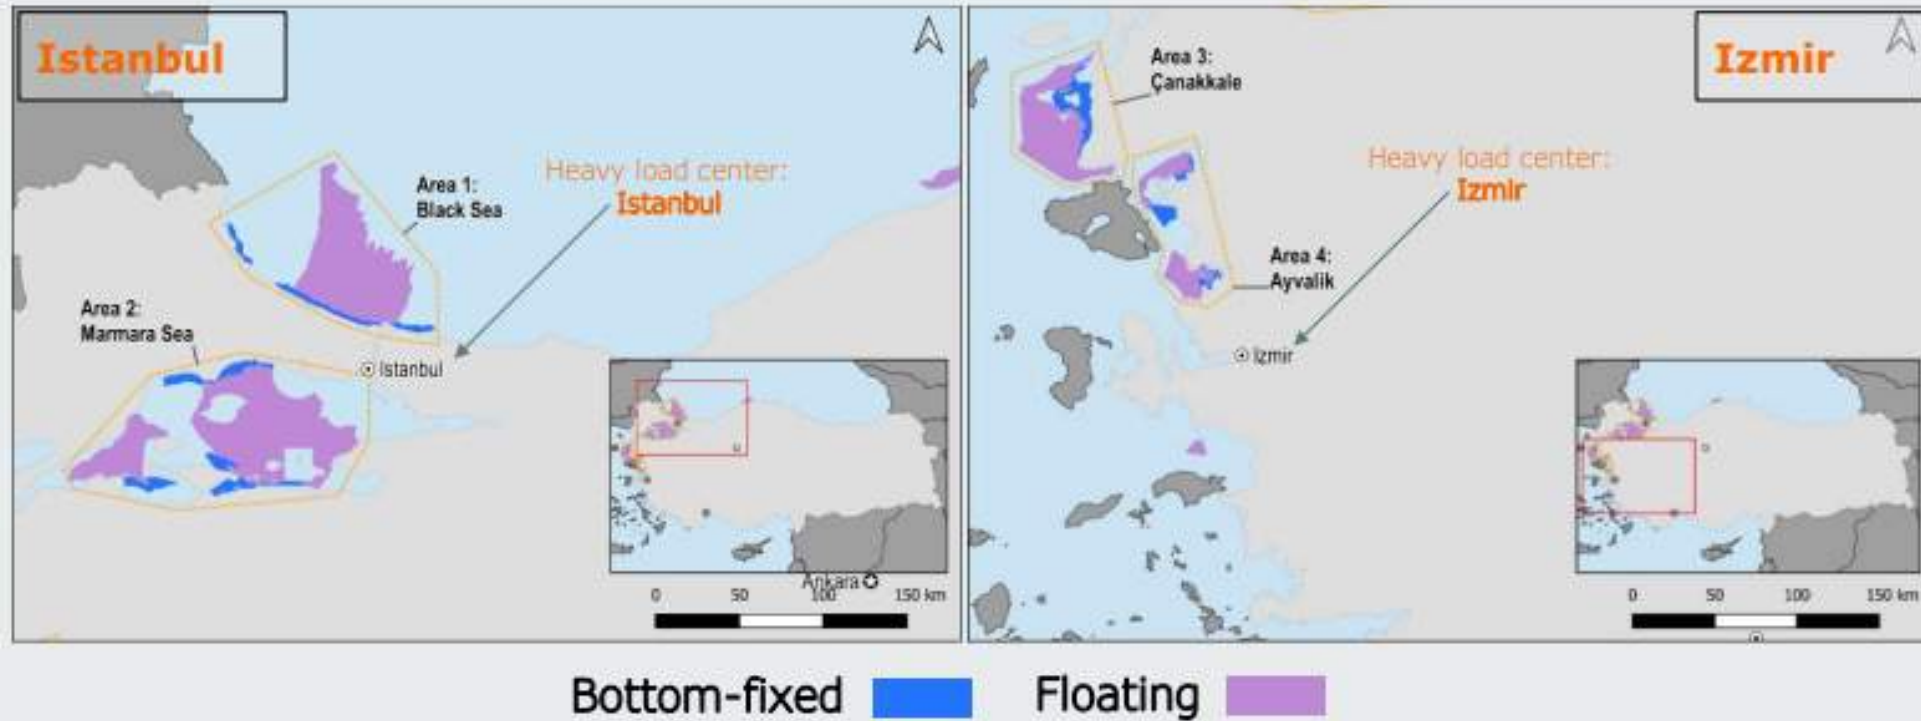 Istanbul
Area 1:
Black Sea
Heavy load center:
Istanbul
Area 2:
Marmara Sea
Istanbul
Ankara
0 50 100 150 km
Izmir
Area 3:
Çanakkale
Heavy load center:
Izmir
Area 4:
Ayvalik
Izmir
0 50 100 150 km
Bottom-fixed
Floating